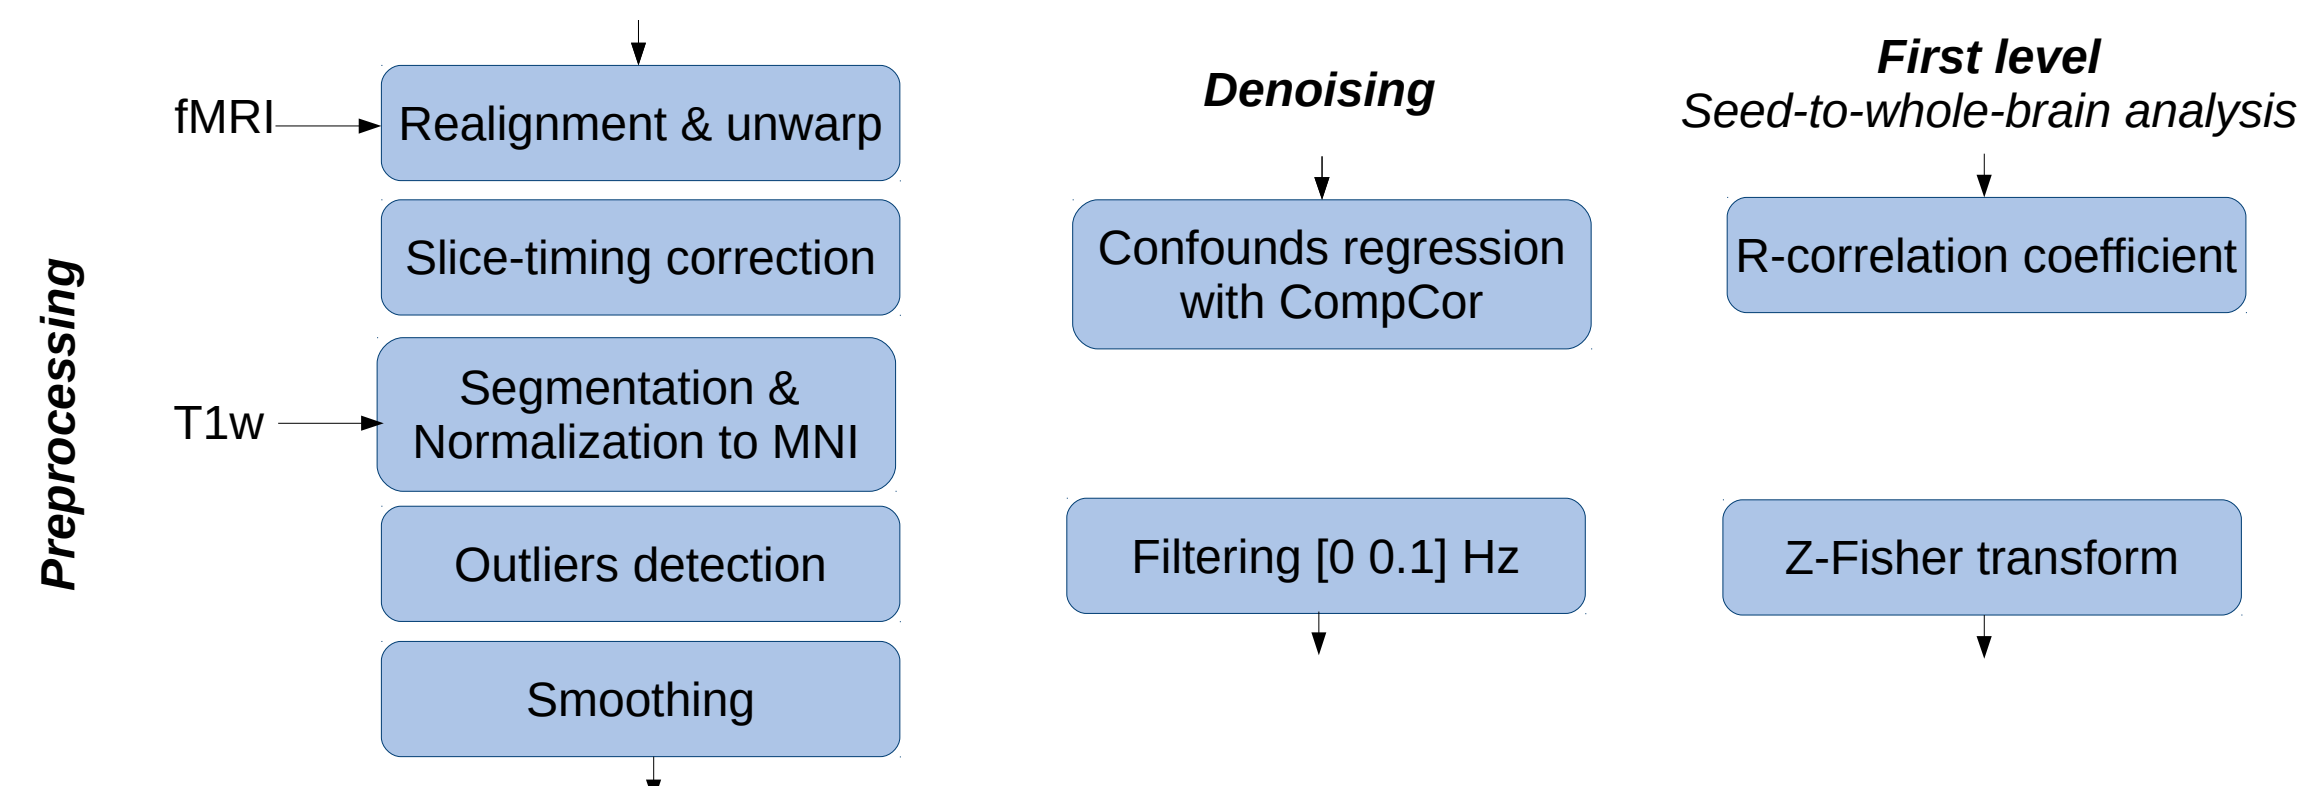 Preprocessing
fMRI
Realignment & unwarp
Slice-timing correction
T1w
Segmentation &
Normalization to MNI
Outliers detection
Smoothing
Denoising
Confounds regression
with CompCor
Filtering [0 0.1] Hz
First level
Seed-to-whole-brain analysis
R-correlation coefficient
Z-Fisher transform